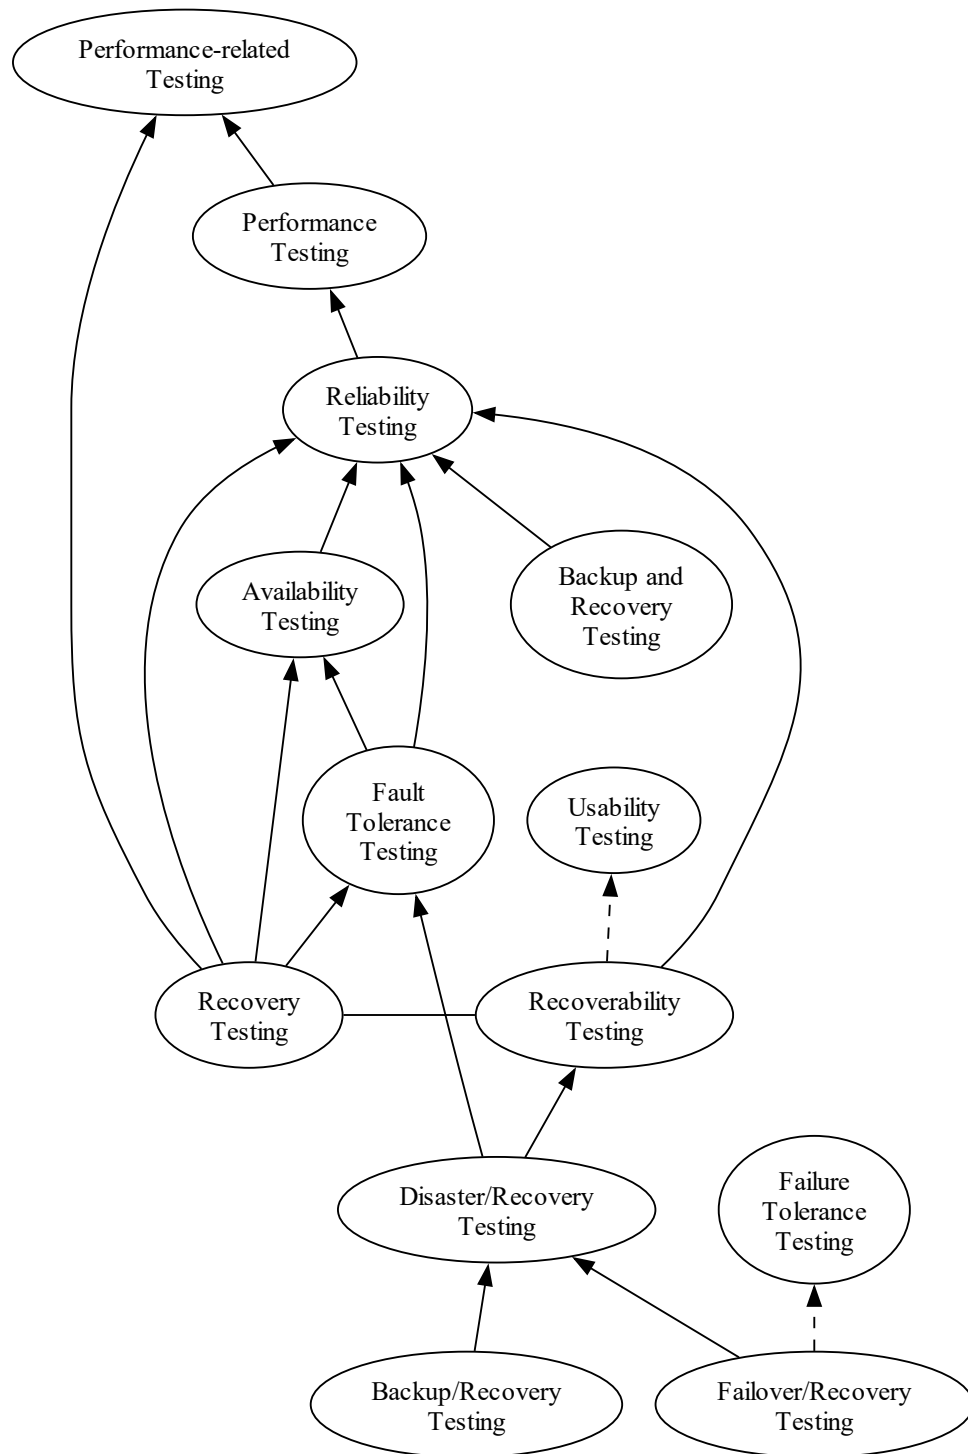 Performance-related
Testing
Performance
Testing
Reliability
Testing
Availability
Testing
Backup and
Recovery
Testing
Fault
Tolerance
Testing
Usability
Testing
Recovery
Testing
Recoverability
Testing
Disaster/Recovery
Testing
Failure
Tolerance
Testing
Backup/Recovery
Testing
Failover/Recovery
Testing